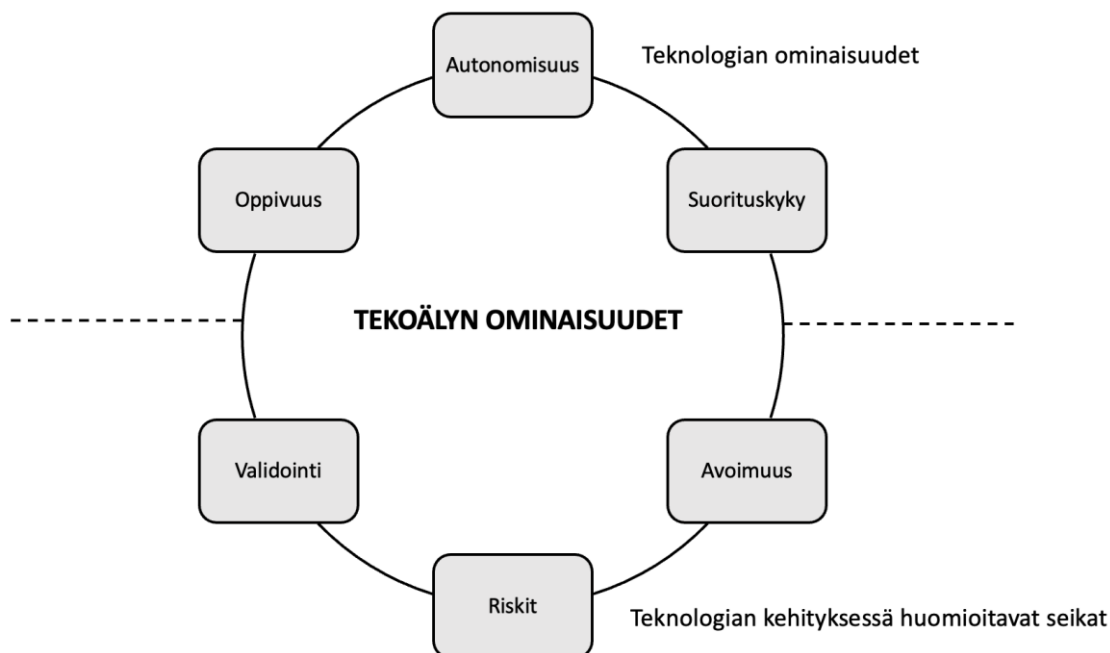 Autonomisuus
Teknologian ominaisuudet
Oppivuus
Suorituskyky
TEKOÄLYN OMINAISUUDET
Validointi
Avoimuus
Riskit
Teknologian kehityksessä huomioitavat seikat